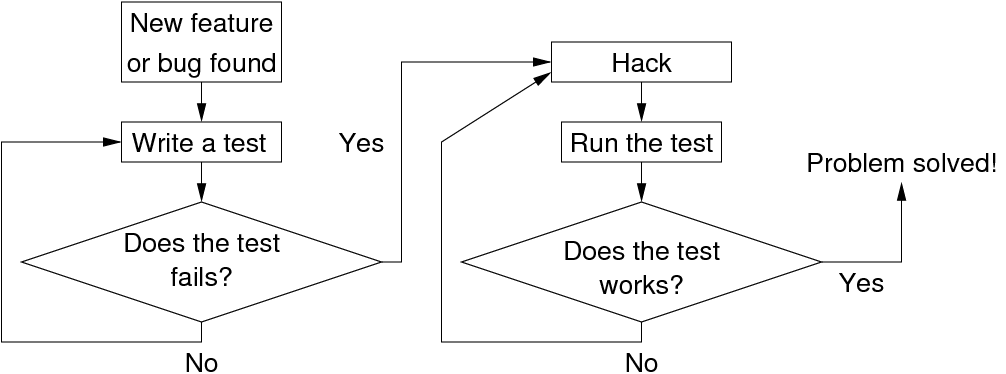 New feature
or bug found
Write a test
Does the test
fails?
No
Yes
Hack
Run the test
Does the test
works?
No
Yes
Problem solved!